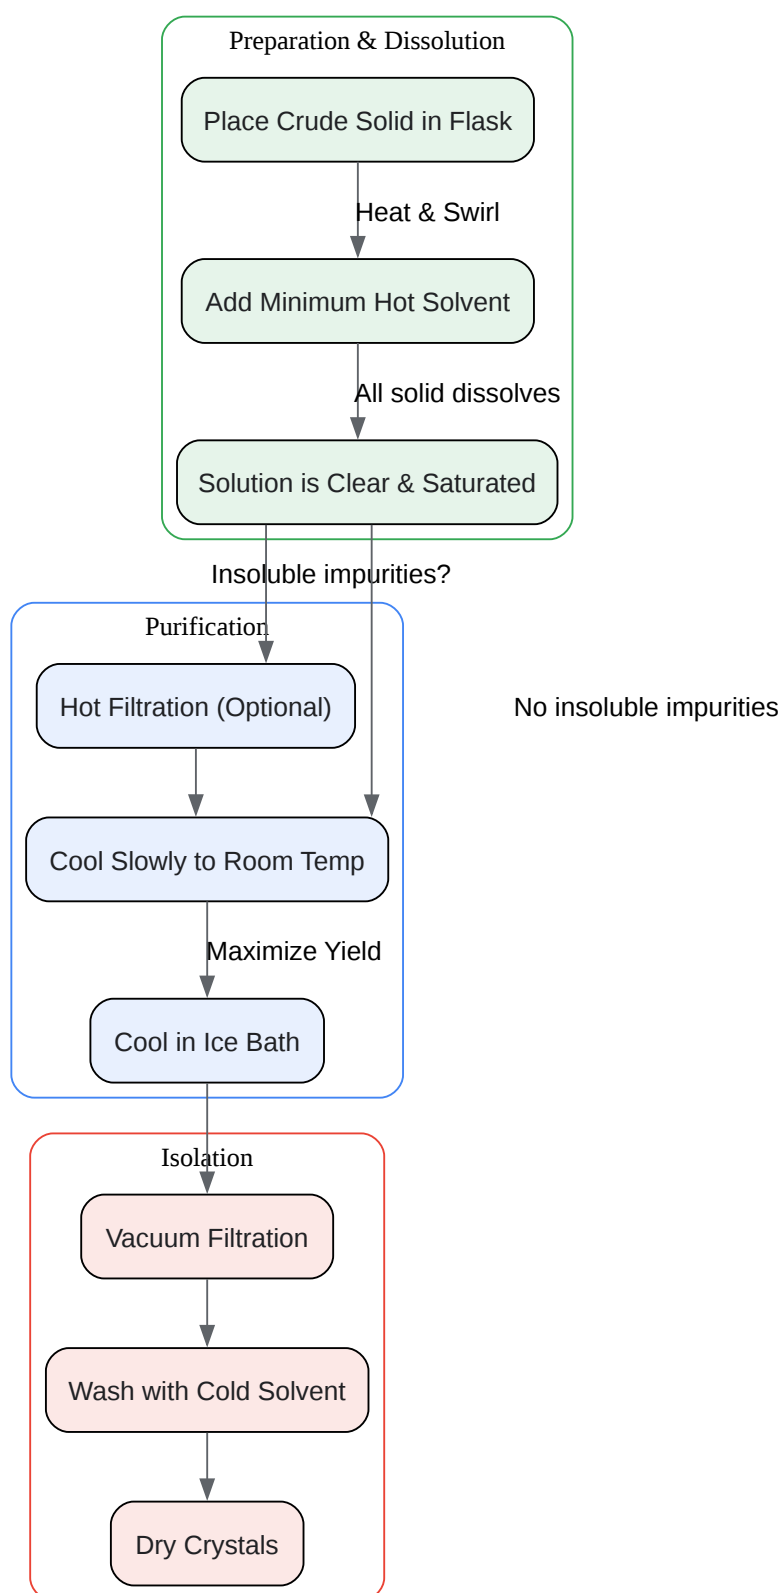 Preparation & Dissolution
Place Crude Solid in Flask
Heat & Swirl
Add Minimum Hot Solvent
All solid dissolves
Solution is Clear & Saturated
Insoluble impurities?
Purification
Hot Filtration (Optional)
No insoluble impurities
Cool Slowly to Room Temp
Maximize Yield
Cool in Ice Bath
Isolation
Vacuum Filtration
Wash with Cold Solvent
Dry Crystals